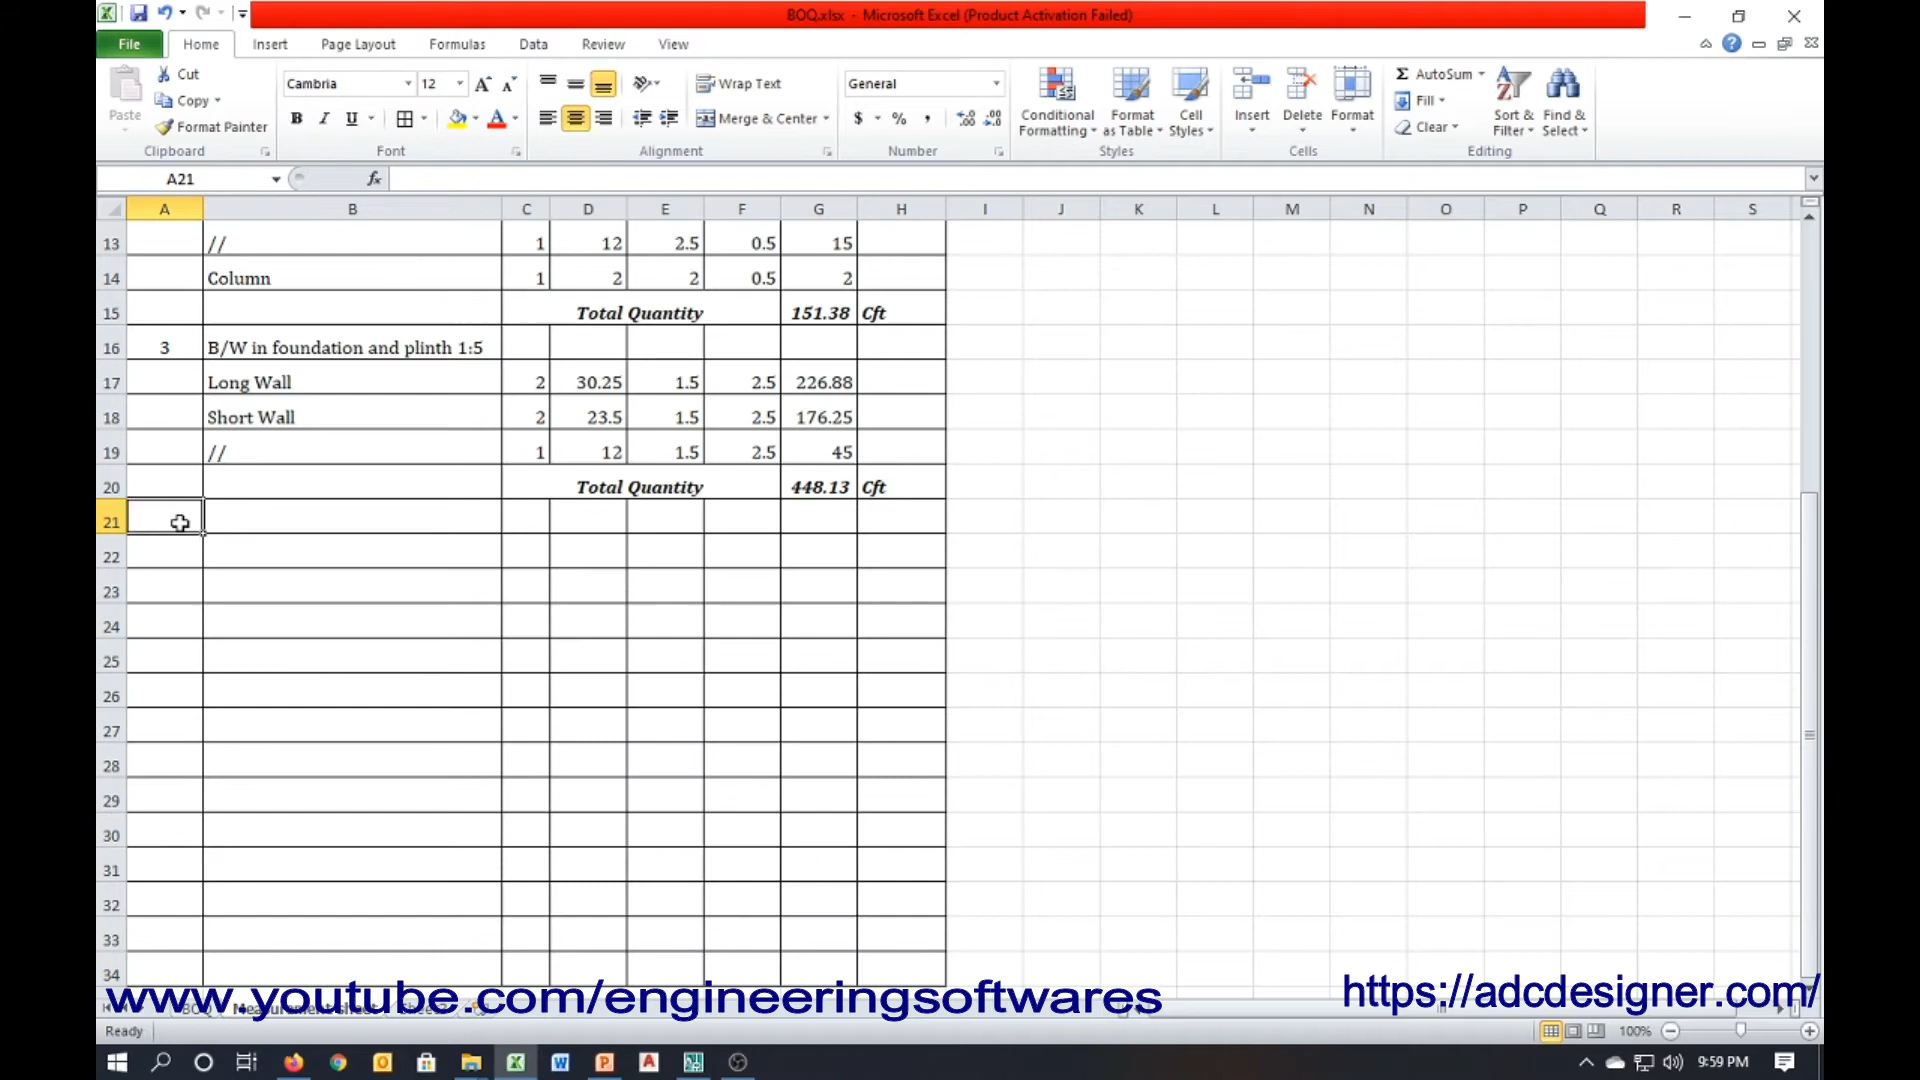 BOQ.xlsx - Microsoft Excel (Product Activation Failed)
File Home Insert Page Layout Formulas Data Review View
Paste
Cut
Copy
Format Painter
Clipboard
Cambria 12
B I U
Font
Wrap Text
Merge & Center
Alignment
General
$ % ,
Number
Conditional Formatting
Format as Table
Cell Styles
Styles
Insert Delete Format
Cells
Σ AutoSum
Fill
Clear
Sort & Filter
Find & Select
Editing
A21 fx
A B C D E F G H I J K L M N O P Q R S
13 // 1 12 2.5 0.5 15
14 Column 1 2 2 0.5 2
15 Total Quantity 151.38 Cft
16 3 B/W in foundation and plinth 1:5
17 Long Wall 2 30.25 1.5 2.5 226.88
18 Short Wall 2 23.5 1.5 2.5 176.25
19 // 1 12 1.5 2.5 45
20 Total Quantity 448.13 Cft
21
22
23
24
25
26
27
28
29
30
31
32
33
34
www.youtube.com/engineeringsoftwares
https://adcdesigner.com/
BOQ Measurement sheet
Ready 100%
9:59 PM